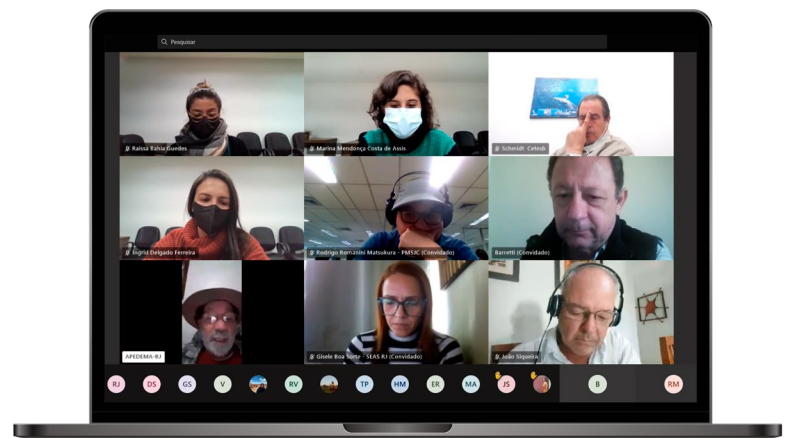 Pesquisar
Raissa Bahia Guedes
Marina Mendonça Costa de Assis
Schmidt Cetesb
Ingrid Delgado Ferreira
Rodrigo Romanini Matsukura - PMSJC (Convidado)
Barretti (Convidado)
APEDEMA-RJ
Gisele Boa Sorte - SEAS RJ (Convidado)
João Siqueira
RJ DS GS V RV TP HM ER MA JS B RM